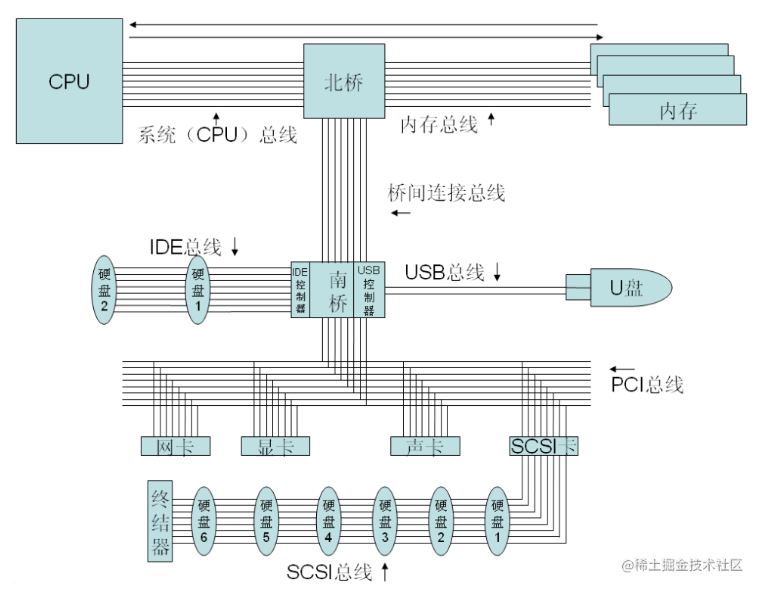 CPU
北桥
内存
系统（CPU）总线
内存总线
桥间连接总线
IDE总线
USB总线
硬盘2
硬盘1
IDE控制器
南桥
USB控制器
U盘
PCI总线
网卡
显卡
声卡
SCSI卡
终结器
硬盘6
硬盘5
硬盘4
硬盘3
硬盘2
硬盘1
SCSI总线
@稀土掘金技术社区